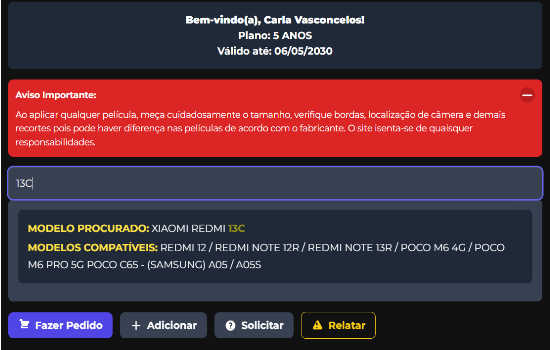 Bem-vindo(a), Carla Vasconcelos!
Plano: 5 ANOS
Válido até: 06/05/2030
Aviso Importante:
Ao aplicar qualquer película, meça cuidadosamente o tamanho, verifique bordas, localização de câmera e demais
recortes pois pode haver diferença nas películas de acordo com o fabricante. O site isenta-se de quaisquer
responsabilidades.
13C
MODELO PROCURADO: XIAOMI REDMI 13C
MODELOS COMPATÍVEIS: REDMI 12 / REDMI NOTE 12R / REDMI NOTE 13R / POCO M6 4G / POCO
M6 PRO 5G POCO C65 - (SAMSUNG) A05 / A05S
Fazer Pedido
Adicionar
Solicitar
Relatar